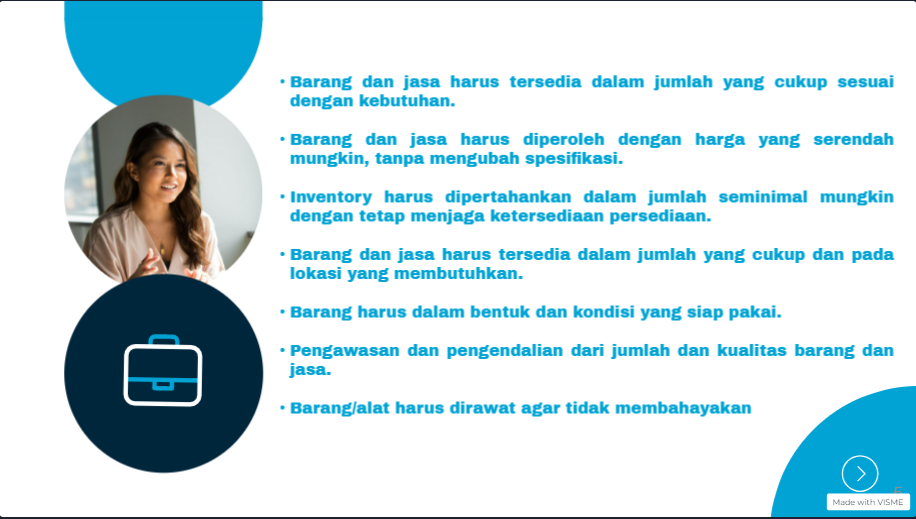 • Barang dan jasa harus tersedia dalam jumlah yang cukup sesuai
dengan kebutuhan.
• Barang dan jasa harus diperoleh dengan harga yang serendah
mungkin, tanpa mengubah spesifikasi.
• Inventory harus dipertahankan dalam jumlah seminimal mungkin
dengan tetap menjaga ketersediaan persediaan.
• Barang dan jasa harus tersedia dalam jumlah yang cukup dan pada
lokasi yang membutuhkan.
• Barang harus dalam bentuk dan kondisi yang siap pakai.
• Pengawasan dan pengendalian dari jumlah dan kualitas barang dan
jasa.
• Barang/alat harus dirawat agar tidak membahayakan
Made with VISME